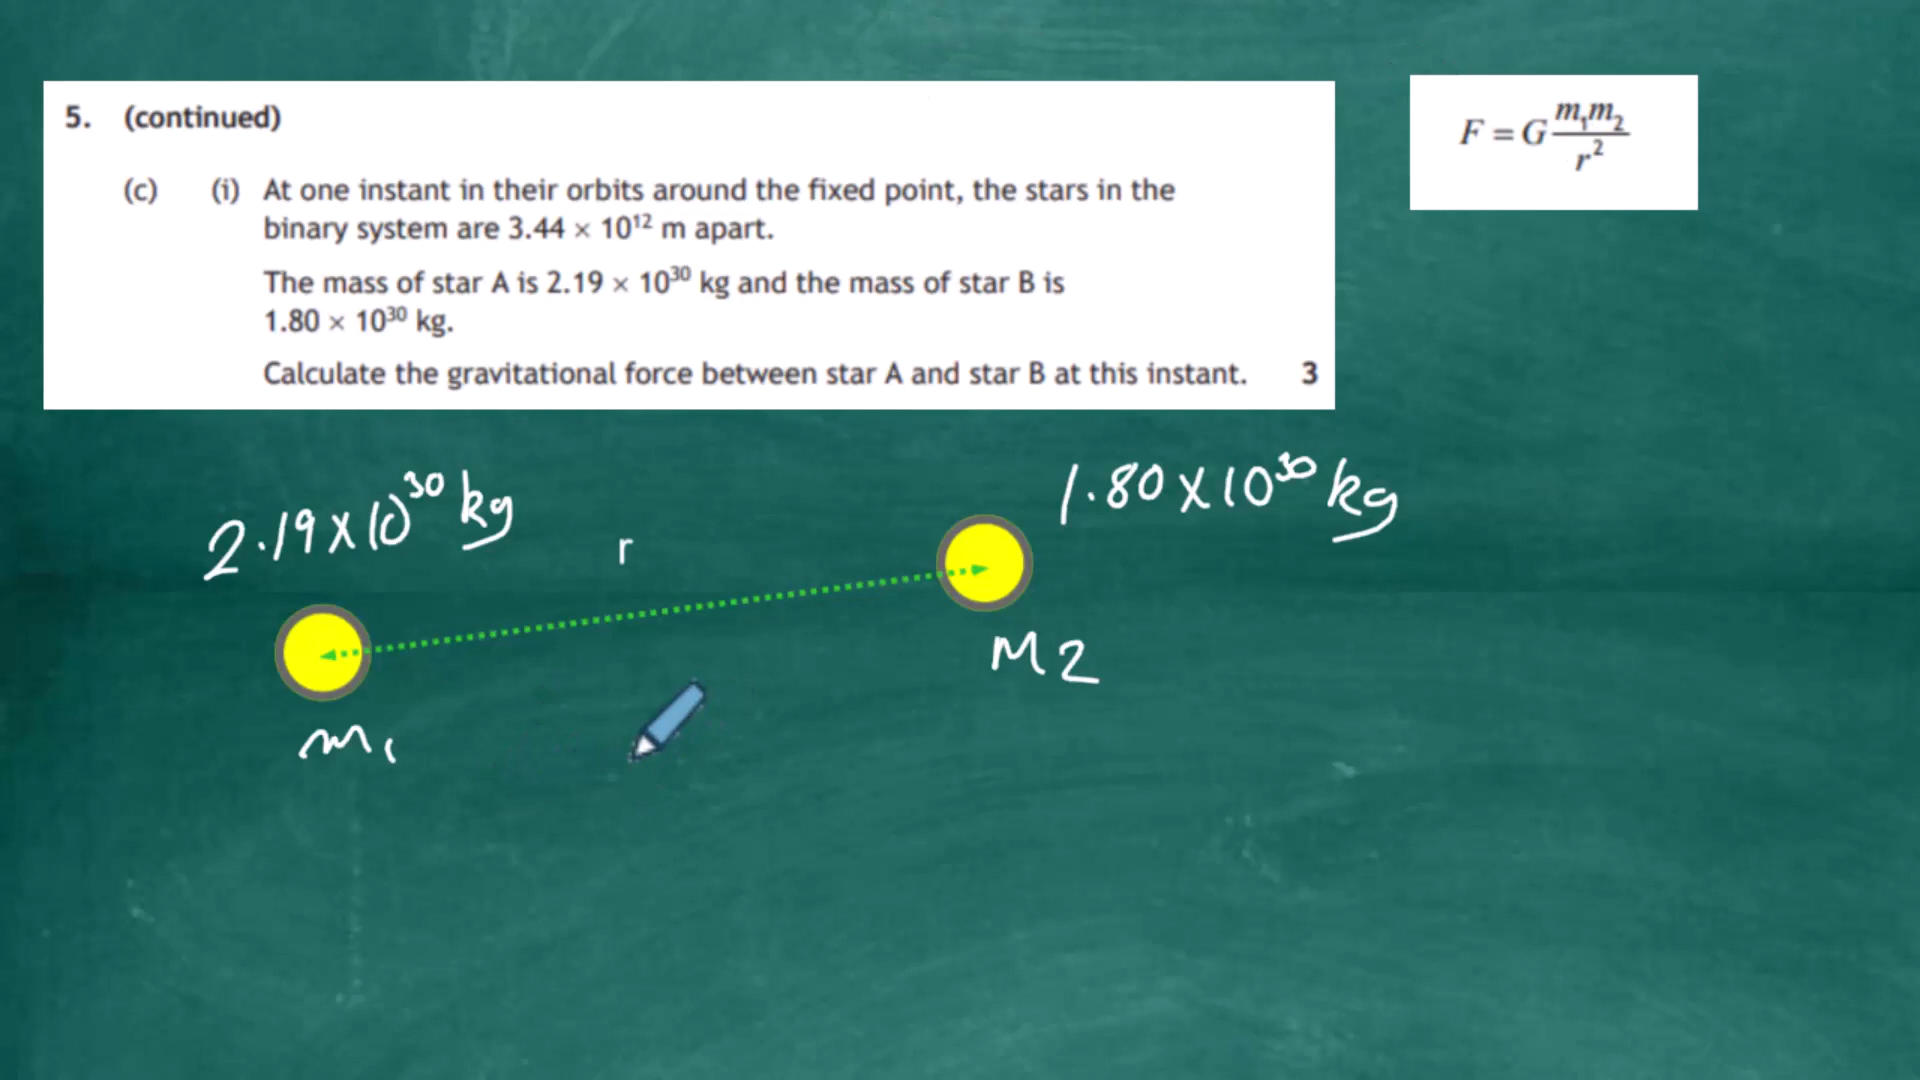 5. (continued)
F = G m₁m₂ / r²
(c) (i) At one instant in their orbits around the fixed point, the stars in the
binary system are 3.44 × 10¹² m apart.
The mass of star A is 2.19 × 10³⁰ kg and the mass of star B is
1.80 × 10³⁰ kg.
Calculate the gravitational force between star A and star B at this instant. 3
2.19 X 10³⁰ kg
1.80 X 10³⁰ kg
r
M2
m₁